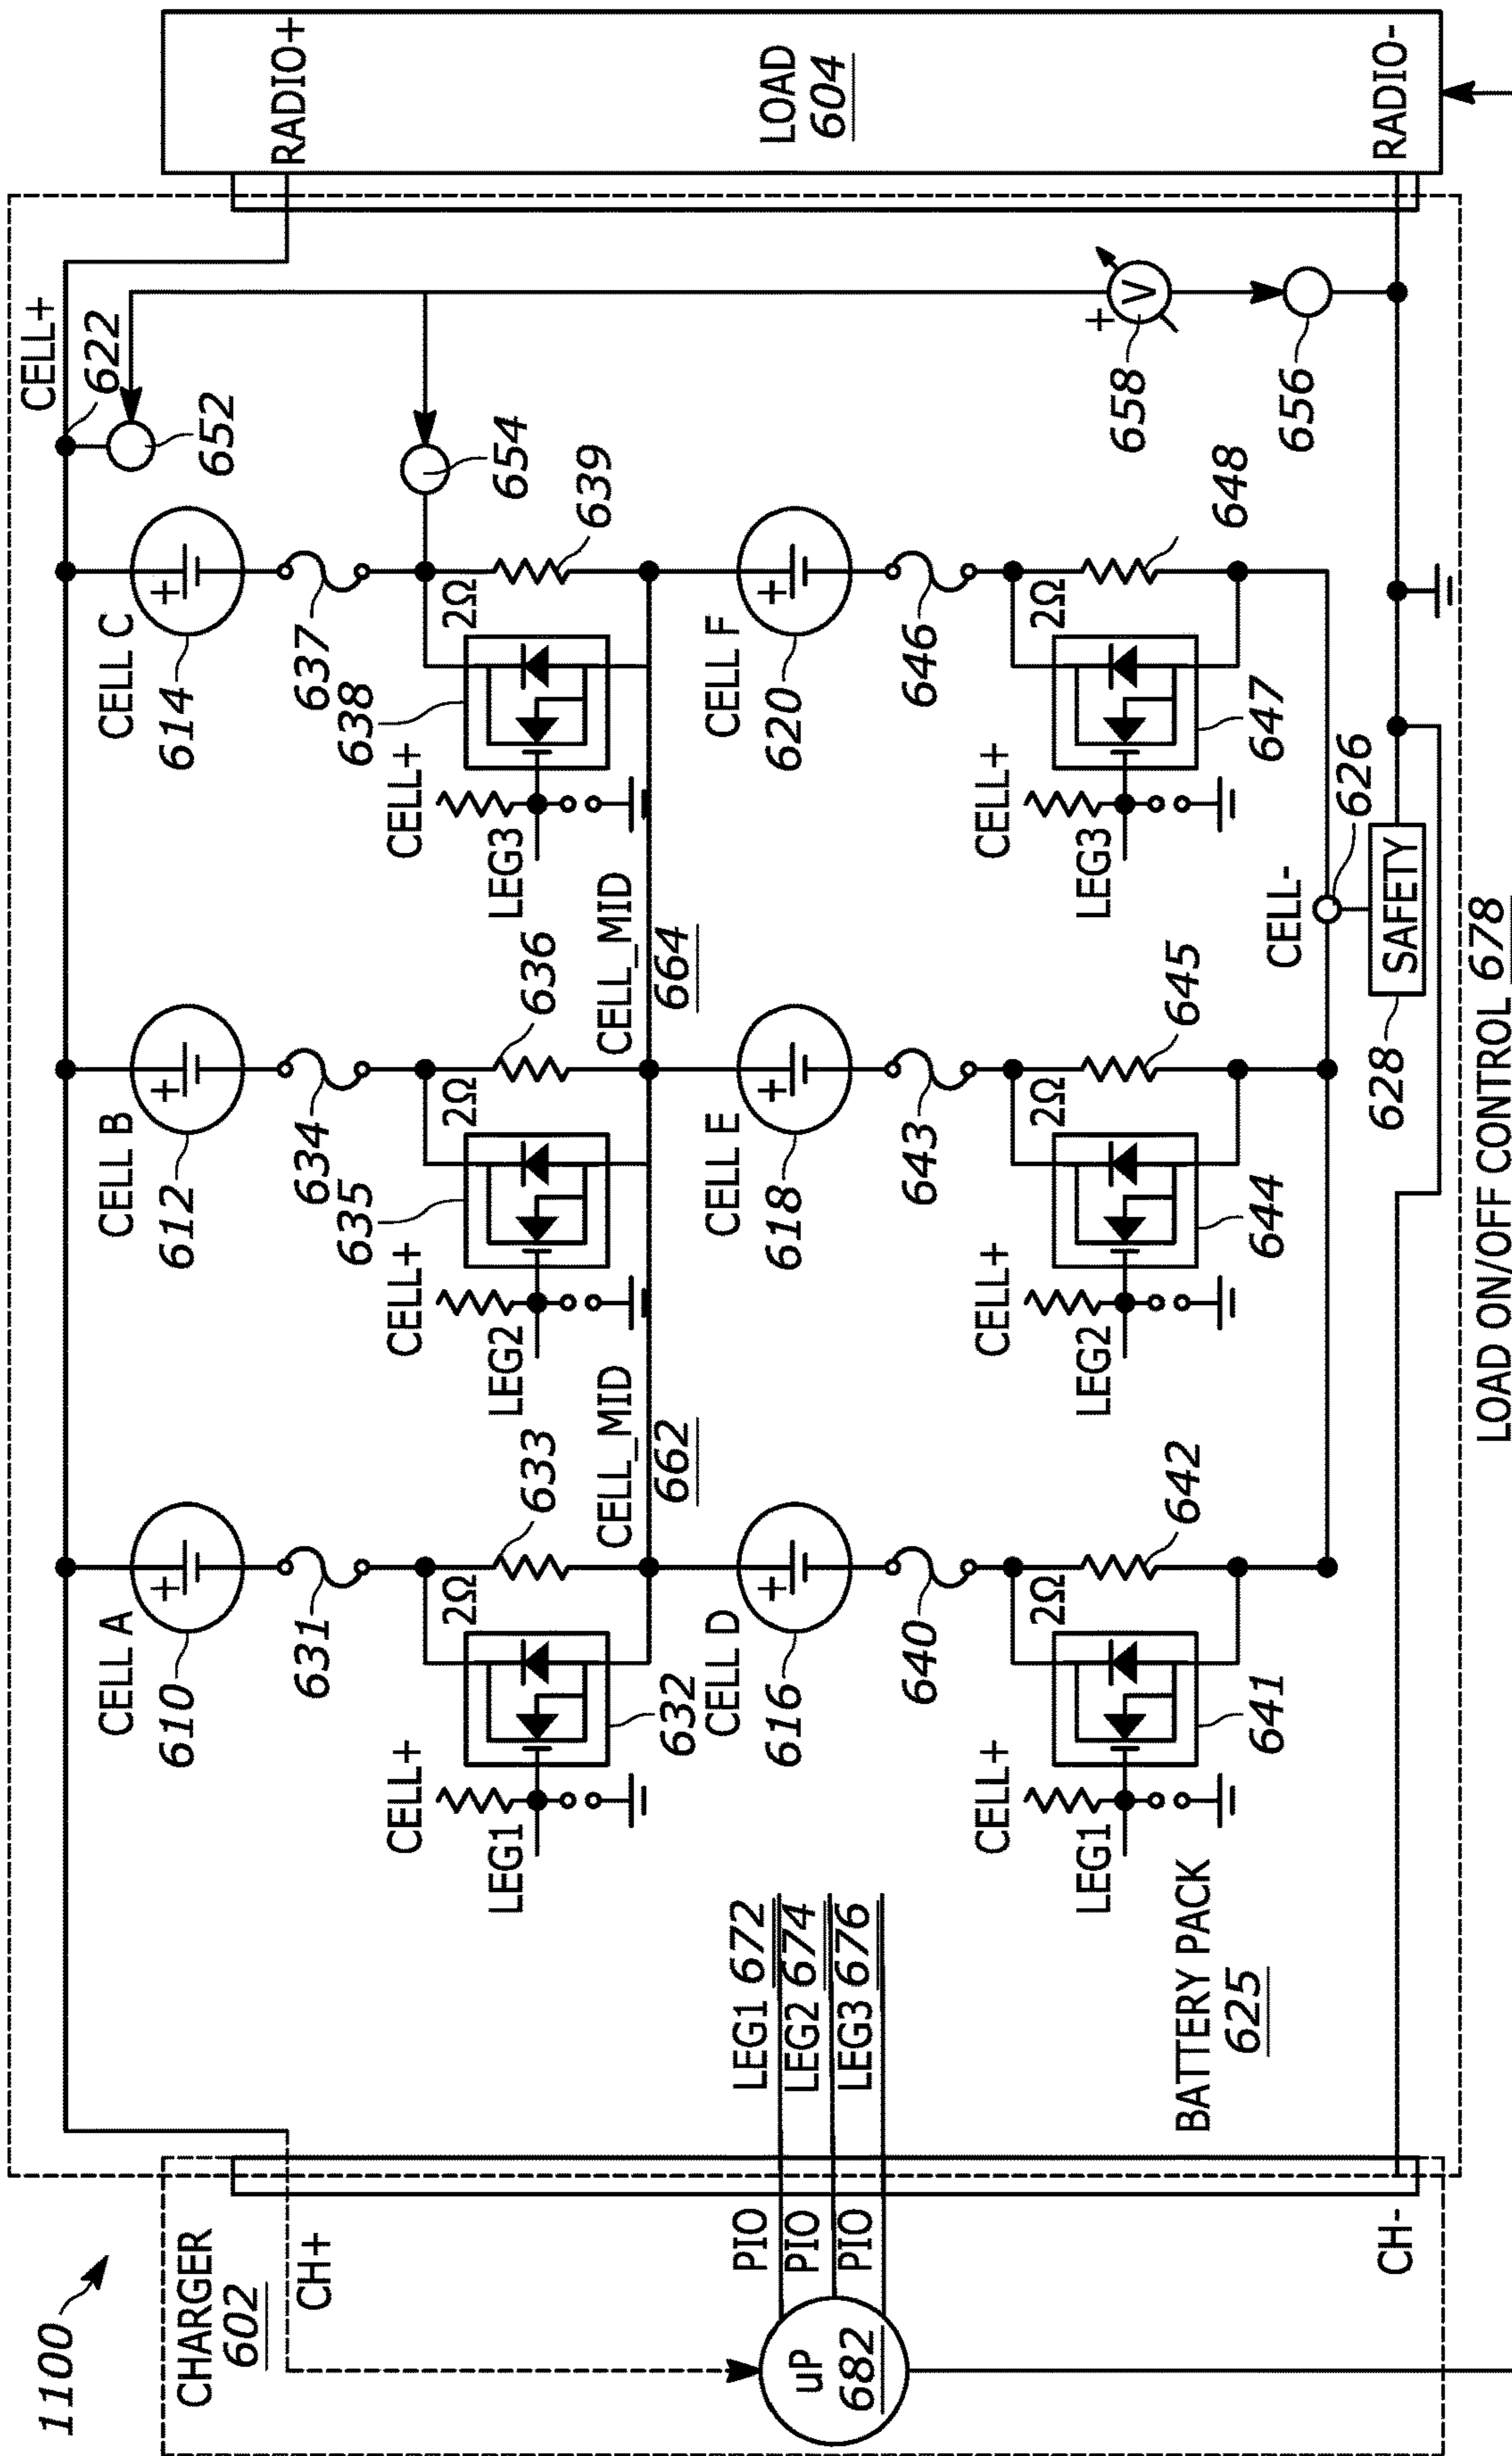 1100
CHARGER
602
CH+
uP
682
PIO
PIO
PIO
CH-
LEG1 672
LEG2 674
LEG3 676
BATTERY PACK
625
CELL+
622
652
CELL A
610
631
2Ω
633
632
CELL+
LEG1
CELL_MID
662
CELL B
612
634
635
2Ω
636
CELL+
LEG2
CELL_MID
664
CELL C
614
637
638
2Ω
639
CELL+
LEG3
654
CELL D
616
640
2Ω
642
641
CELL+
LEG1
CELL E
618
643
2Ω
645
644
CELL+
LEG2
CELL F
620
646
2Ω
648
647
CELL+
LEG3
CELL-
626
SAFETY
628
V
+
658
656
RADIO+
LOAD
604
RADIO-
LOAD ON/OFF CONTROL 678
+
+
+
+
+
+